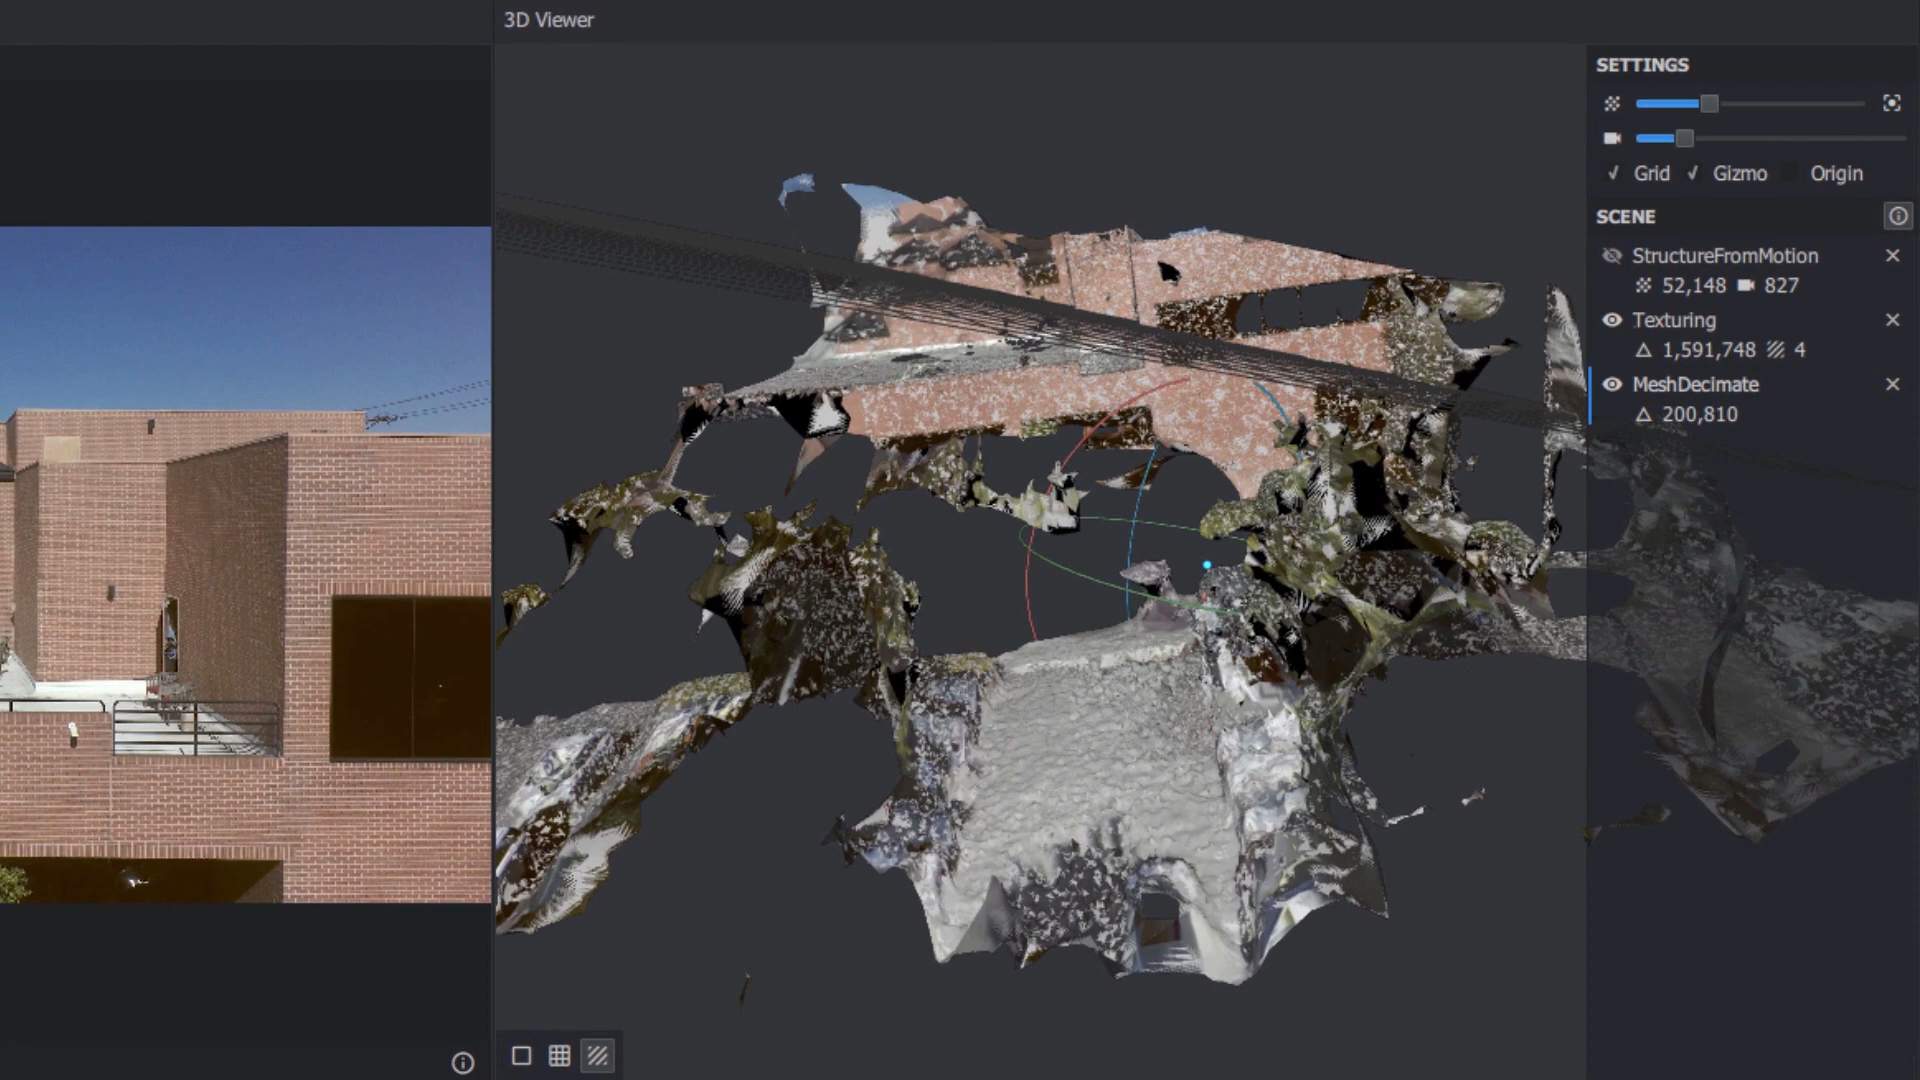 3D Viewer
SETTINGS
Grid Gizmo Origin
SCENE
StructureFromMotion
52,148 827
Texturing
1,591,748 4
MeshDecimate
200,810